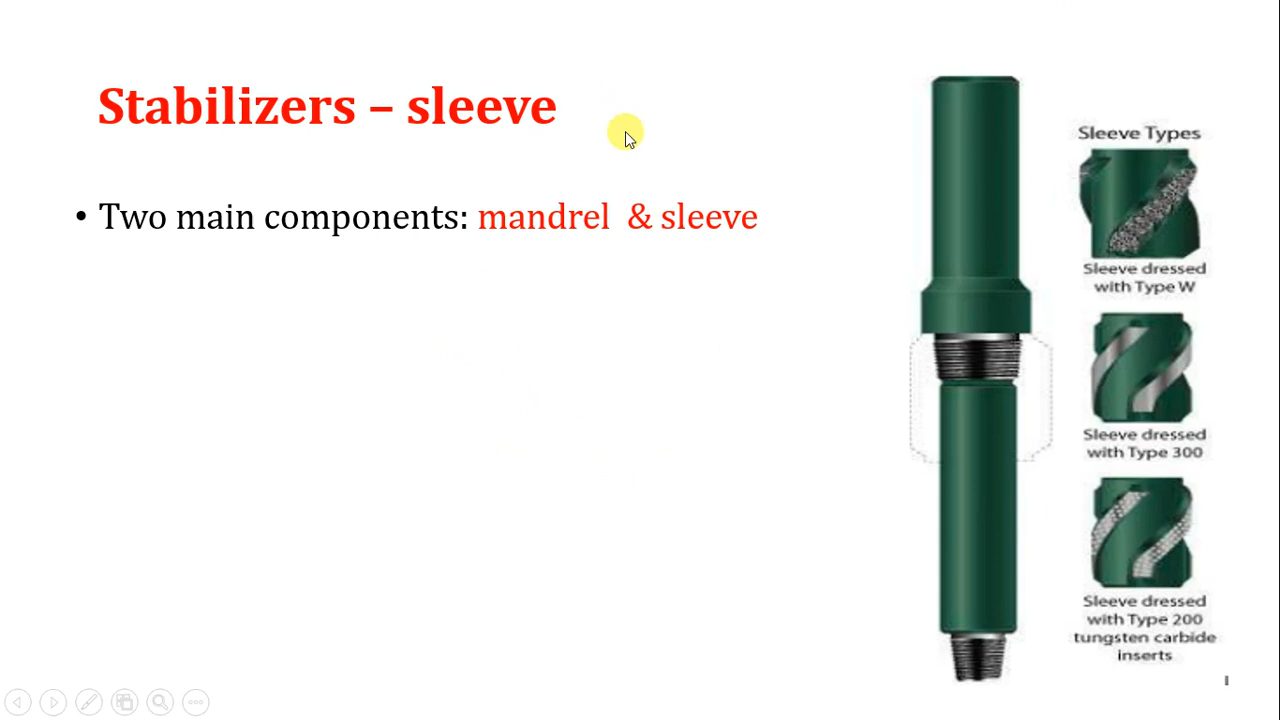 Stabilizers – sleeve
• Two main components: mandrel & sleeve
Sleeve Types
Sleeve dressed
with Type W
Sleeve dressed
with Type 300
Sleeve dressed
with Type 200
tungsten carbide
inserts